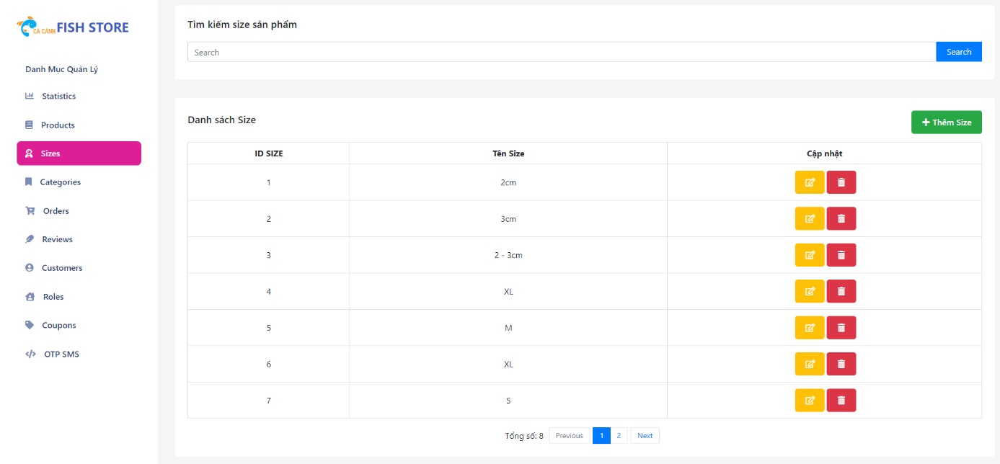 CÁ CẢNH FISH STORE
Danh Mục Quản Lý
Statistics
Products
Sizes
Categories
Orders
Reviews
Customers
Roles
Coupons
OTP SMS
Tìm kiếm size sản phẩm
Search Search
Danh sách Size
Thêm Size
ID SIZE Tên Size Cập nhật
1 2cm
2 3cm
3 2 - 3cm
4 XL
5 M
6 XL
7 S
Tổng số: 8 Previous 1 2 Next